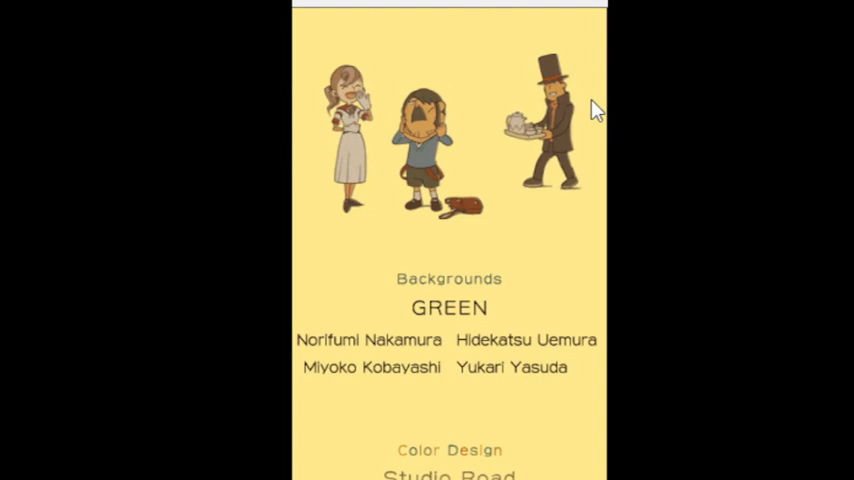 Backgrounds
GREEN
Norifumi Nakamura Hidekatsu Uemura
Miyoko Kobayashi Yukari Yasuda
Color Design
Studio Road